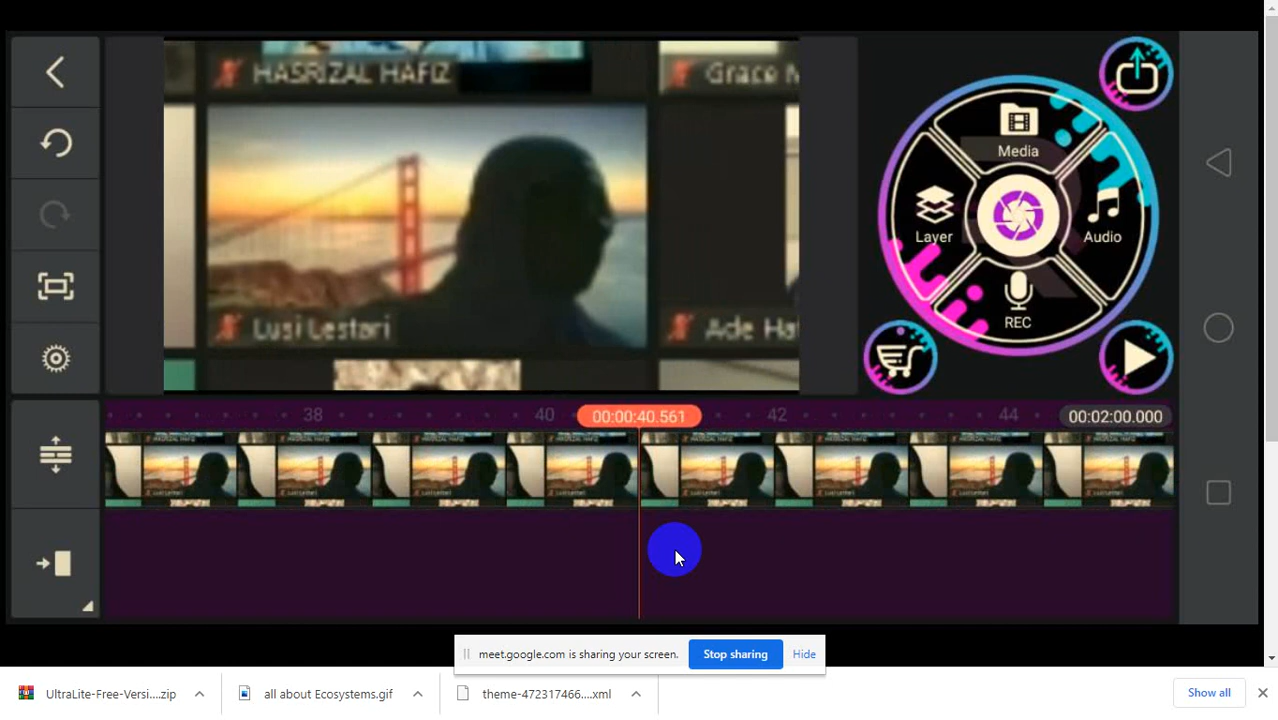 HASRIZAL HAFIZ
Grace
Lusi Lestari
Ade
Media
Layer
Audio
REC
38
40
00:00:40.561
42
44
00:02:00.000
meet.google.com is sharing your screen.
Stop sharing
Hide
UltraLite-Free-Versi....zip
all about Ecosystems.gif
theme-472317466....xml
Show all